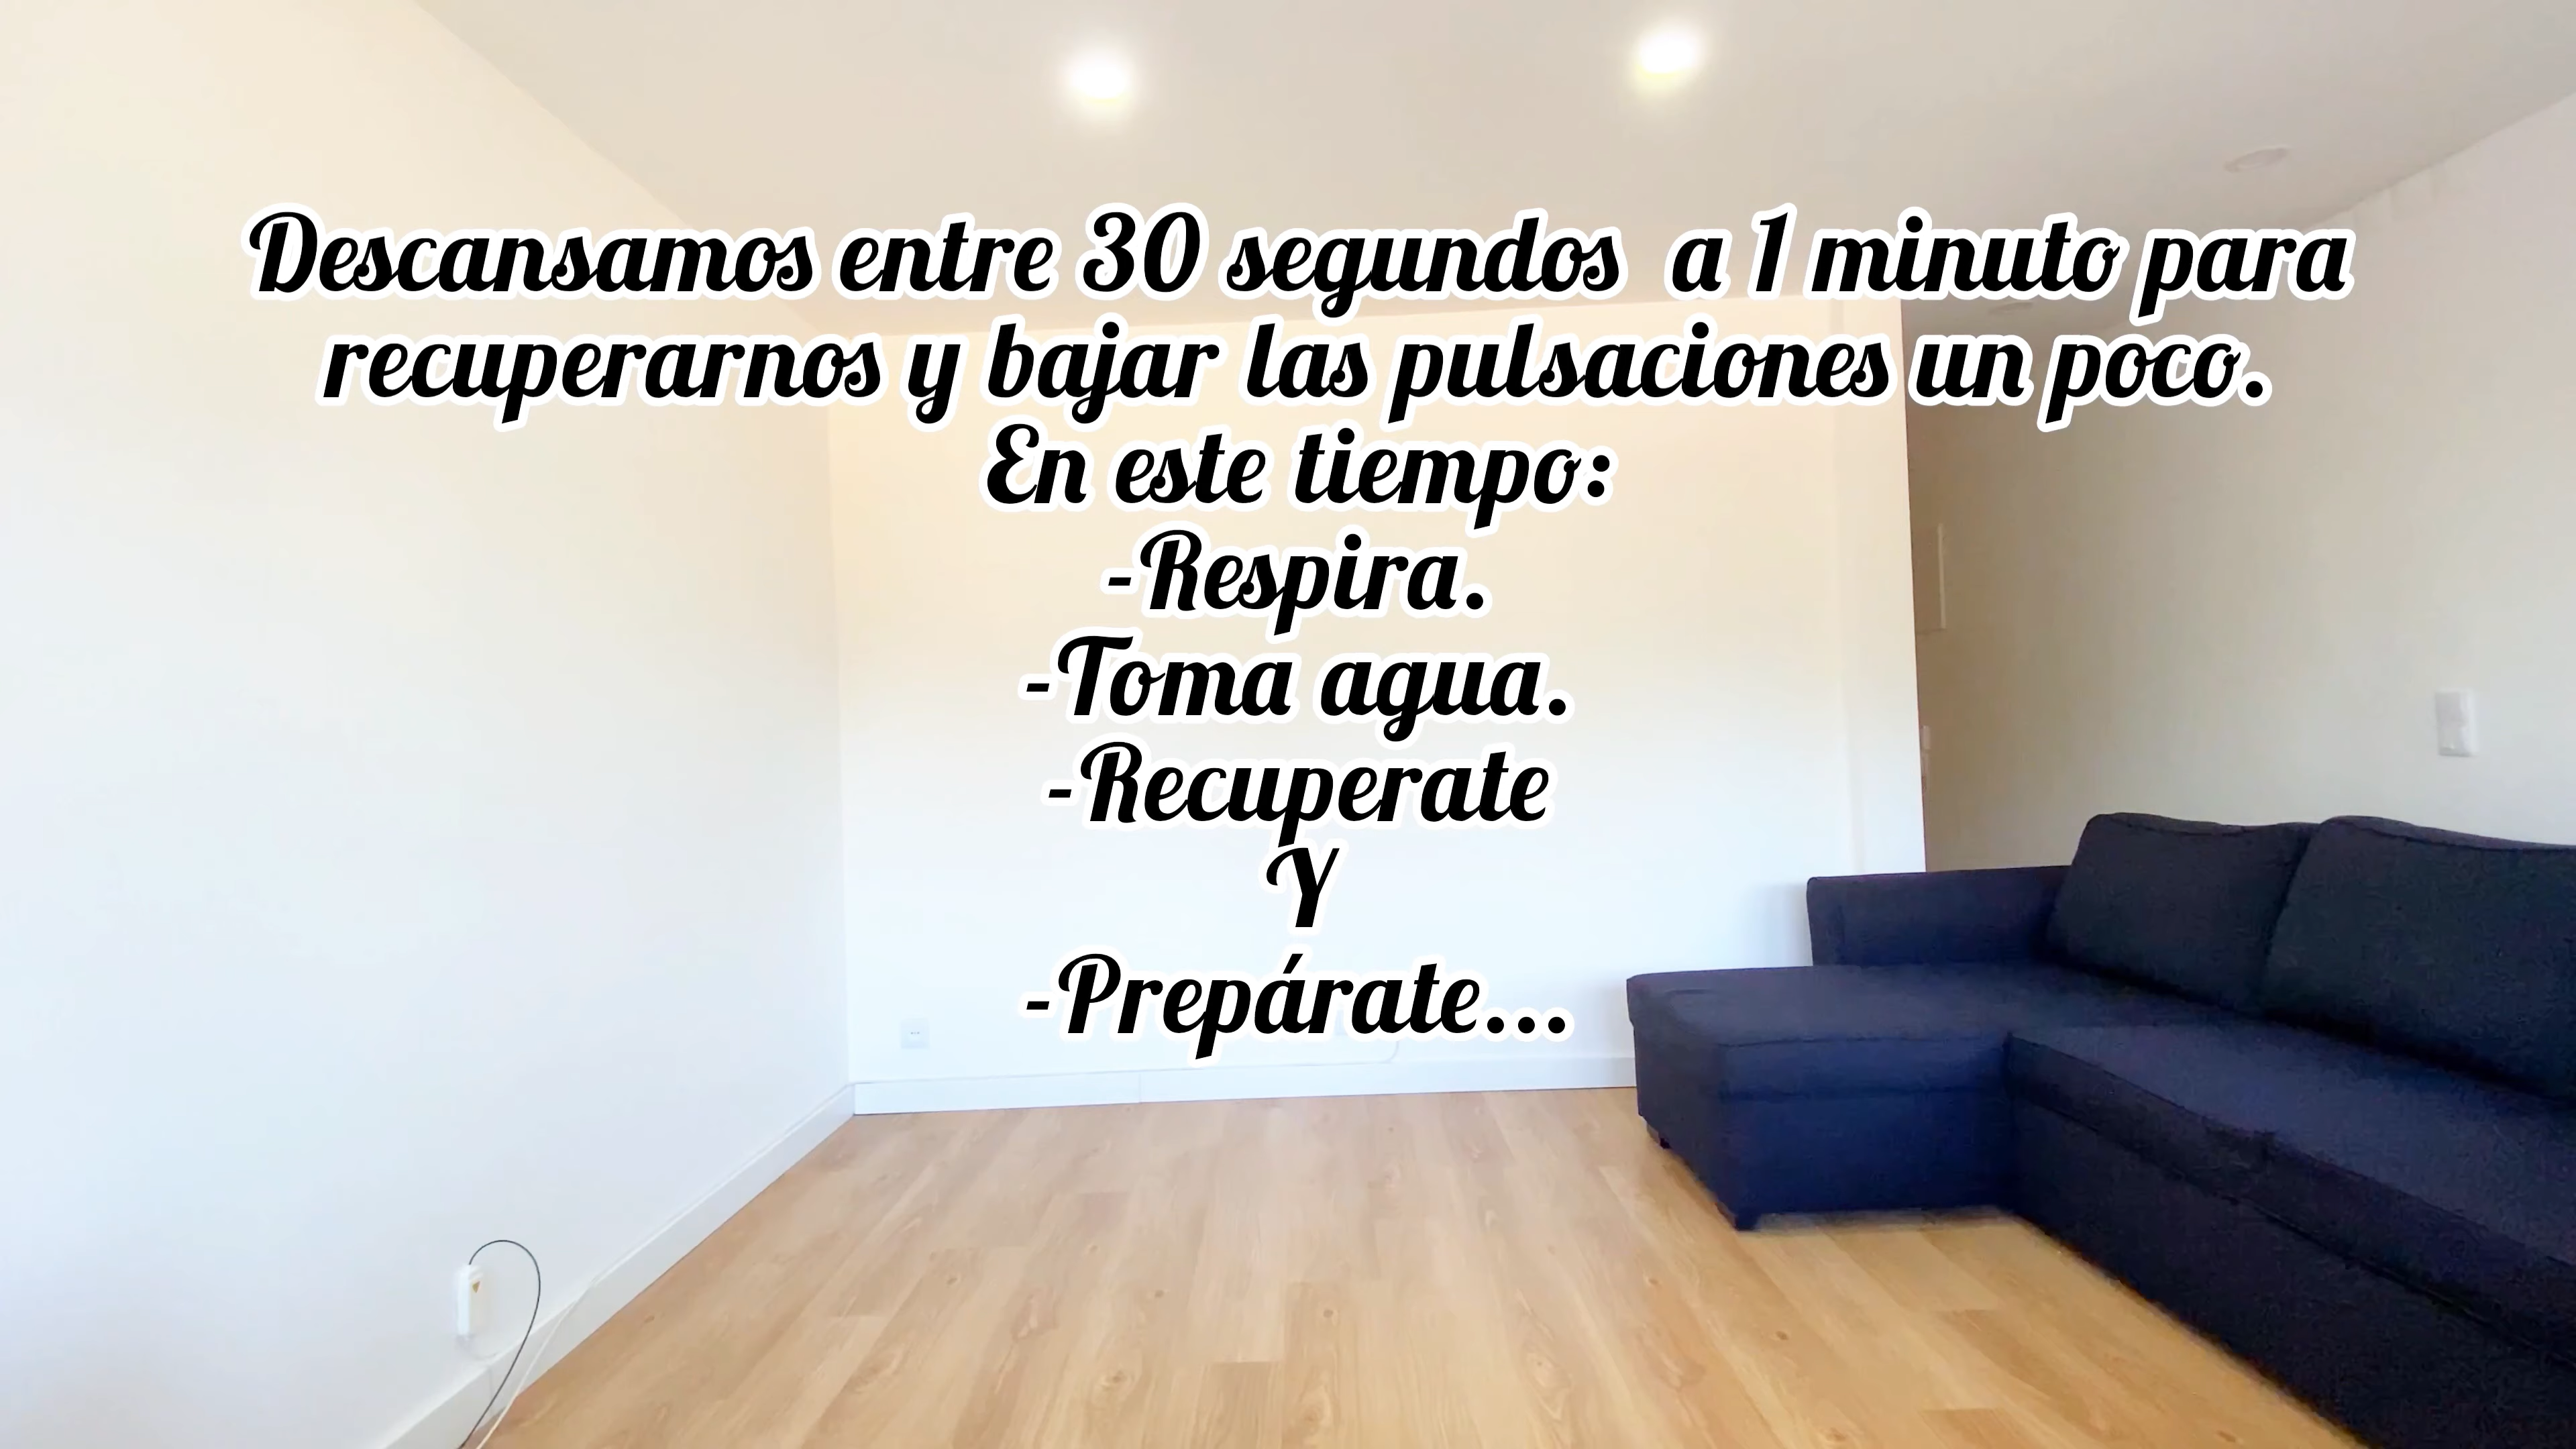 Descansamos entre 30 segundos a 1 minuto para
recuperarnos y bajar las pulsaciones un poco.
En este tiempo:
-Respira.
-Toma agua.
-Recuperate
Y
-Prepárate...